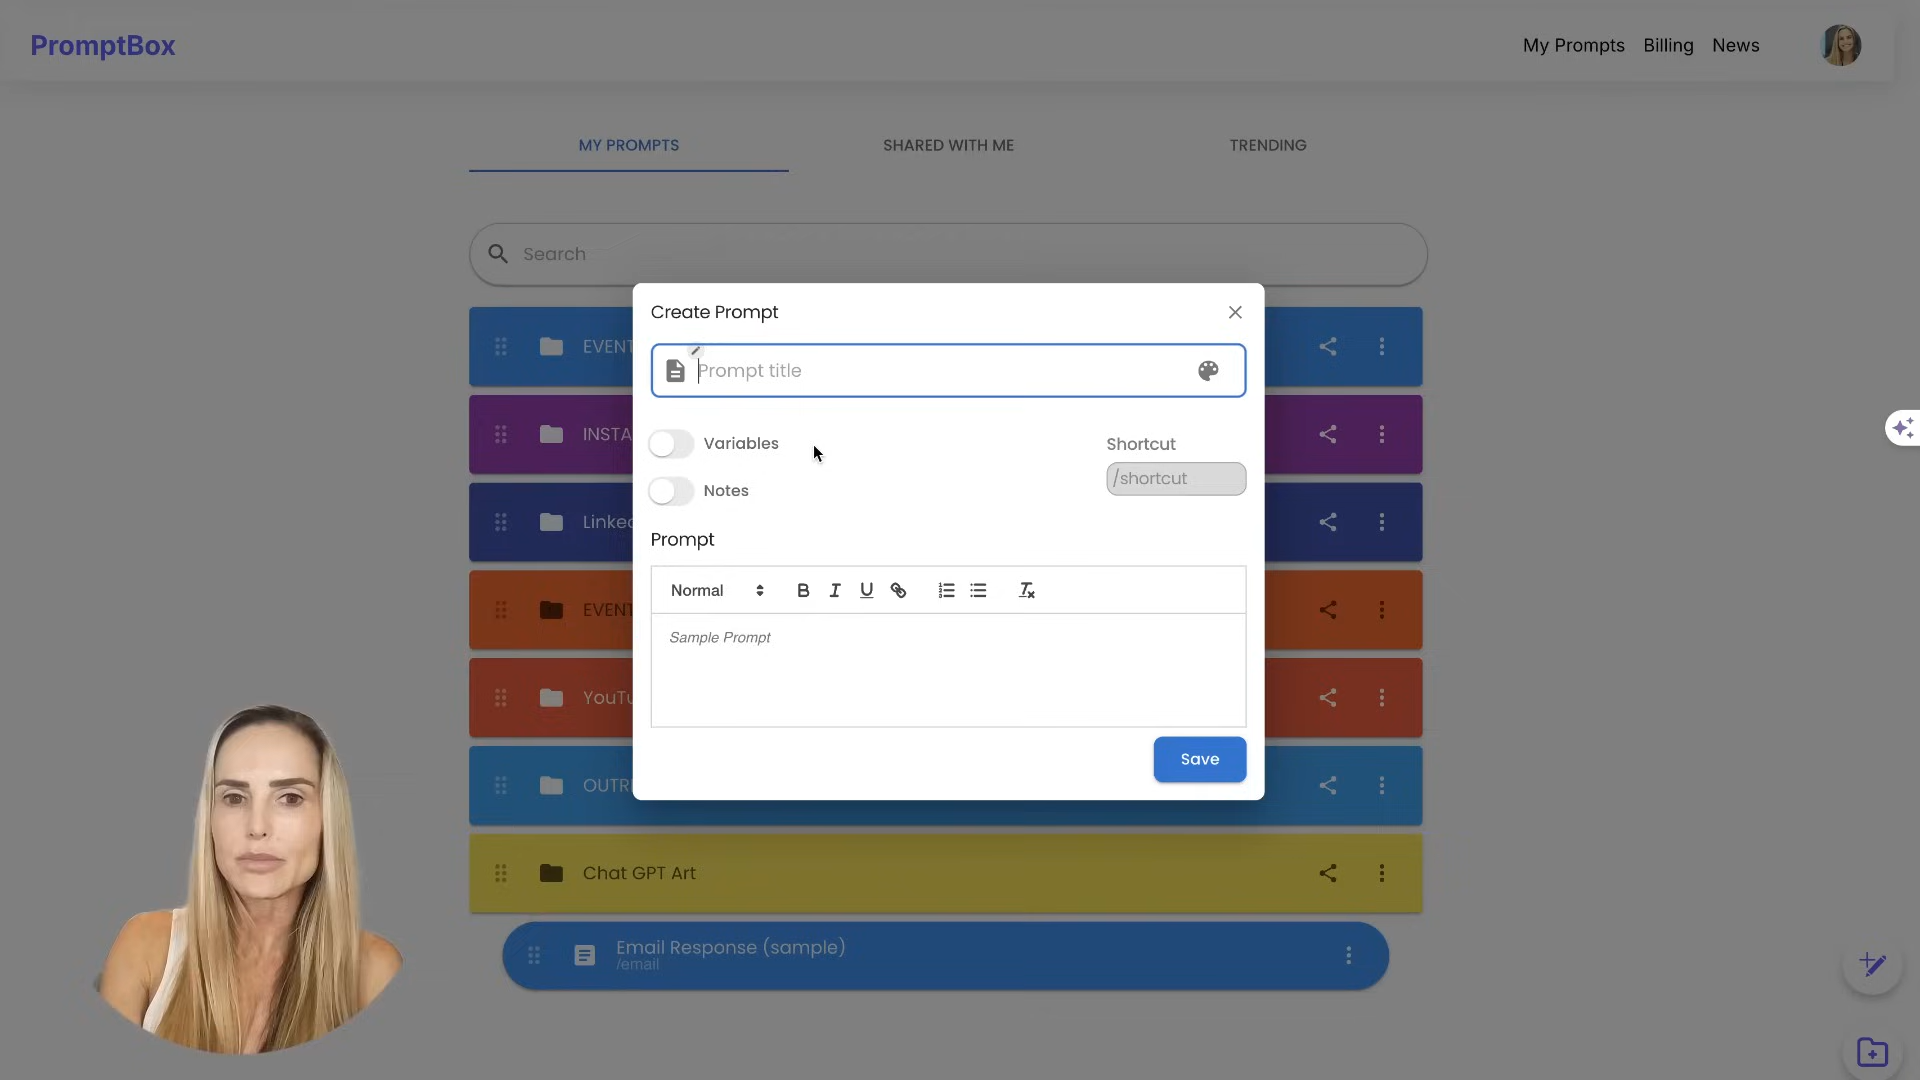 PromptBox
My Prompts Billing News
MY PROMPTS SHARED WITH ME TRENDING
Search
Create Prompt
Prompt title
Variables
Shortcut
/shortcut
Notes
Prompt
Normal
Sample Prompt
Save
EVENT
INSTA
Linke
EVENT
YouTu
OUTR
Chat GPT Art
Email Response (sample)
/email